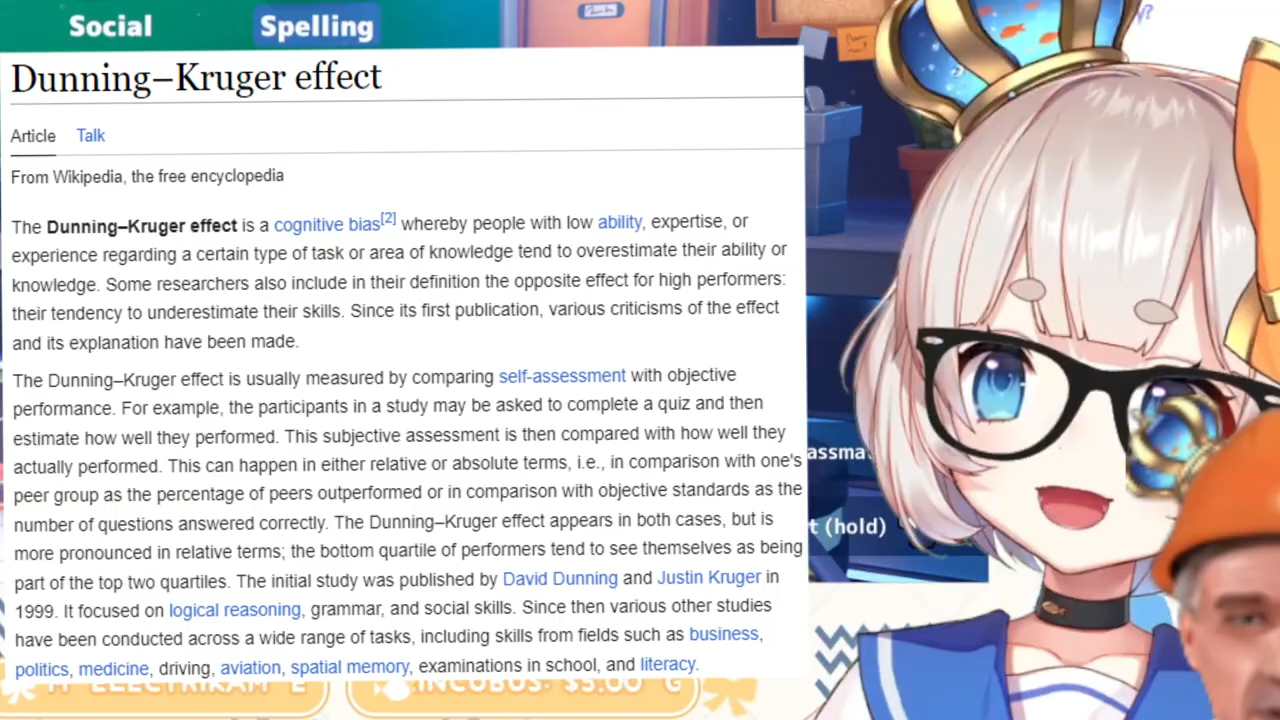 Social
Spelling
Dunning–Kruger effect
Article Talk
From Wikipedia, the free encyclopedia
The Dunning–Kruger effect is a cognitive bias[2] whereby people with low ability, expertise, or
experience regarding a certain type of task or area of knowledge tend to overestimate their ability or
knowledge. Some researchers also include in their definition the opposite effect for high performers:
their tendency to underestimate their skills. Since its first publication, various criticisms of the effect
and its explanation have been made.
The Dunning–Kruger effect is usually measured by comparing self-assessment with objective
performance. For example, the participants in a study may be asked to complete a quiz and then
estimate how well they performed. This subjective assessment is then compared with how well they
actually performed. This can happen in either relative or absolute terms, i.e., in comparison with one's
peer group as the percentage of peers outperformed or in comparison with objective standards as the
number of questions answered correctly. The Dunning–Kruger effect appears in both cases, but is
more pronounced in relative terms; the bottom quartile of performers tend to see themselves as being
part of the top two quartiles. The initial study was published by David Dunning and Justin Kruger in
1999. It focused on logical reasoning, grammar, and social skills. Since then various other studies
have been conducted across a wide range of tasks, including skills from fields such as business,
politics, medicine, driving, aviation, spatial memory, examinations in school, and literacy.
assma
t (hold)
INCOBUS: $5.00